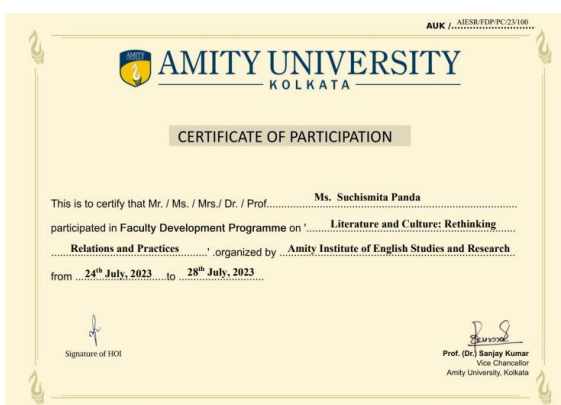 AUK /..AIESR/FDP/PC/23/100..
AMITY
AMITY UNIVERSITY
KOLKATA
CERTIFICATE OF PARTICIPATION
This is to certify that Mr. / Ms. / Mrs./ Dr. / Prof............Ms. Suchismita Panda............
participated in Faculty Development Programme on '.......Literature and Culture: Rethinking
......Relations and Practices........' .organized by ..Amity Institute of English Studies and Research
from ...24th July, 2023.....to ...28th July, 2023......
Signature of HOI
Prof. (Dr.) Sanjay Kumar
Vice Chancellor
Amity University, Kolkata